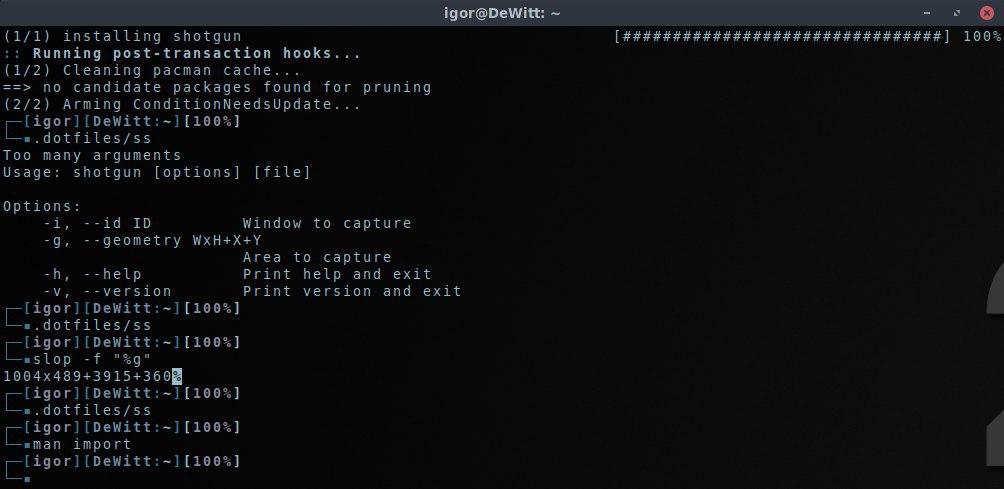 igor@DeWitt: ~
(1/1) installing shotgun [################################] 100%
:: Running post-transaction hooks...
(1/2) Cleaning pacman cache...
==> no candidate packages found for pruning
(2/2) Arming ConditionNeedsUpdate...
┌─[igor][DeWitt:~][100%]
└─▪.dotfiles/ss
Too many arguments
Usage: shotgun [options] [file]
Options:
-i, --id ID Window to capture
-g, --geometry WxH+X+Y
Area to capture
-h, --help Print help and exit
-v, --version Print version and exit
┌─[igor][DeWitt:~][100%]
└─▪.dotfiles/ss
┌─[igor][DeWitt:~][100%]
└─▪slop -f "%g"
1004x489+3915+360%
┌─[igor][DeWitt:~][100%]
└─▪.dotfiles/ss
┌─[igor][DeWitt:~][100%]
└─▪man import
┌─[igor][DeWitt:~][100%]
└─▪